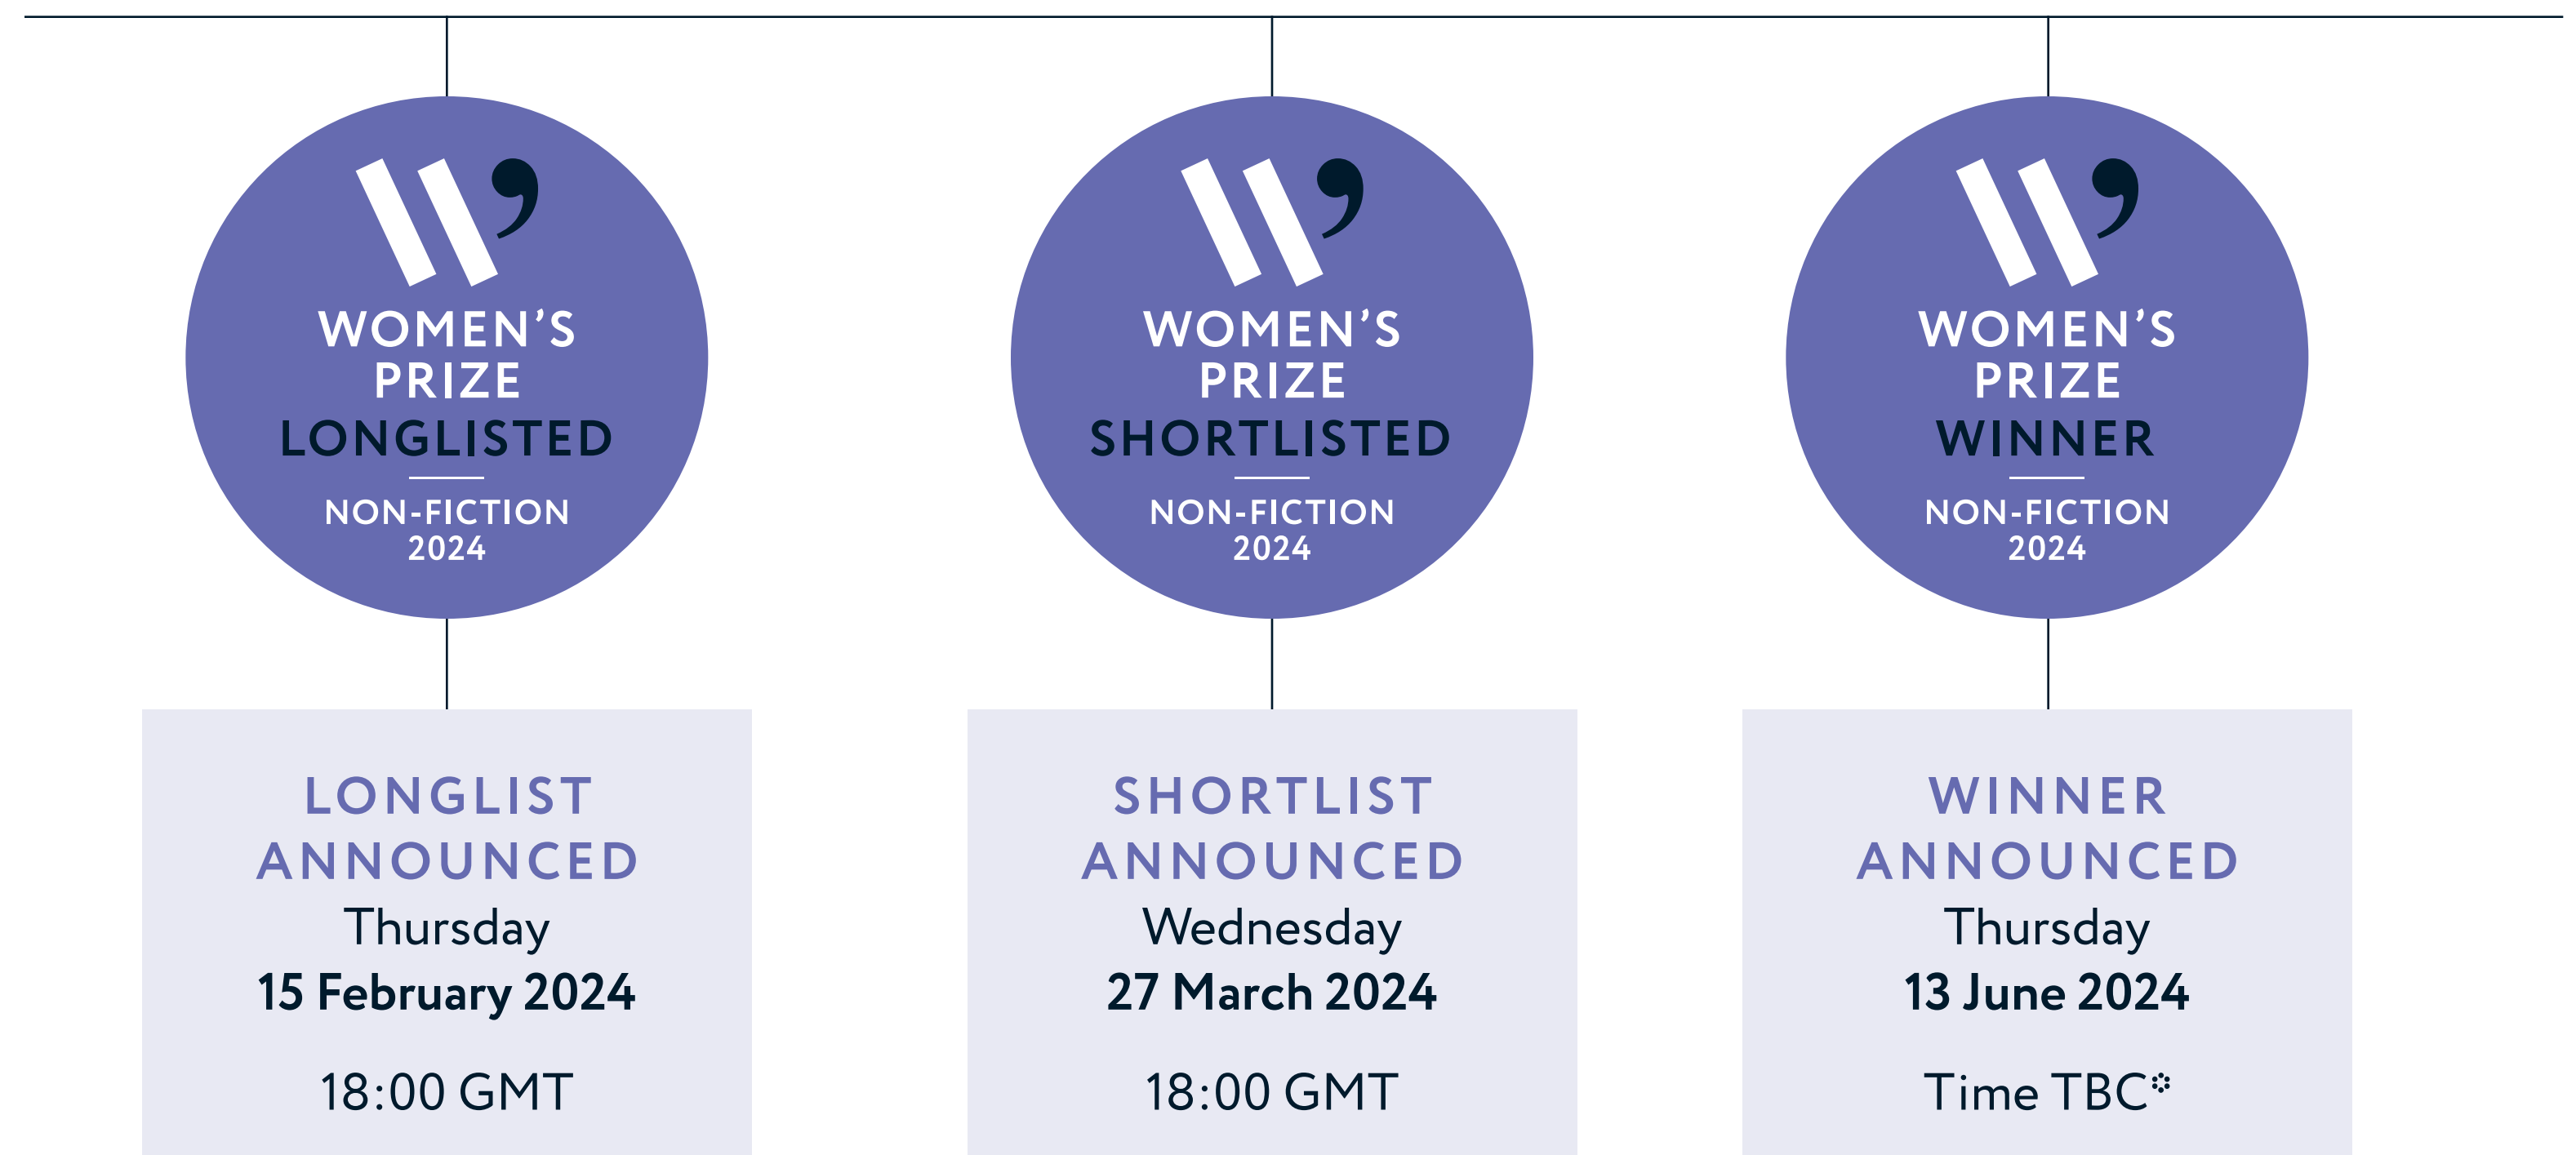 WOMEN'S
PRIZE
LONGLISTED
NON-FICTION
2024
LONGLIST
ANNOUNCED
Thursday
15 February 2024
18:00 GMT
WOMEN'S
PRIZE
SHORTLISTED
NON-FICTION
2024
SHORTLIST
ANNOUNCED
Wednesday
27 March 2024
18:00 GMT
WOMEN'S
PRIZE
WINNER
NON-FICTION
2024
WINNER
ANNOUNCED
Thursday
13 June 2024
Time TBC*